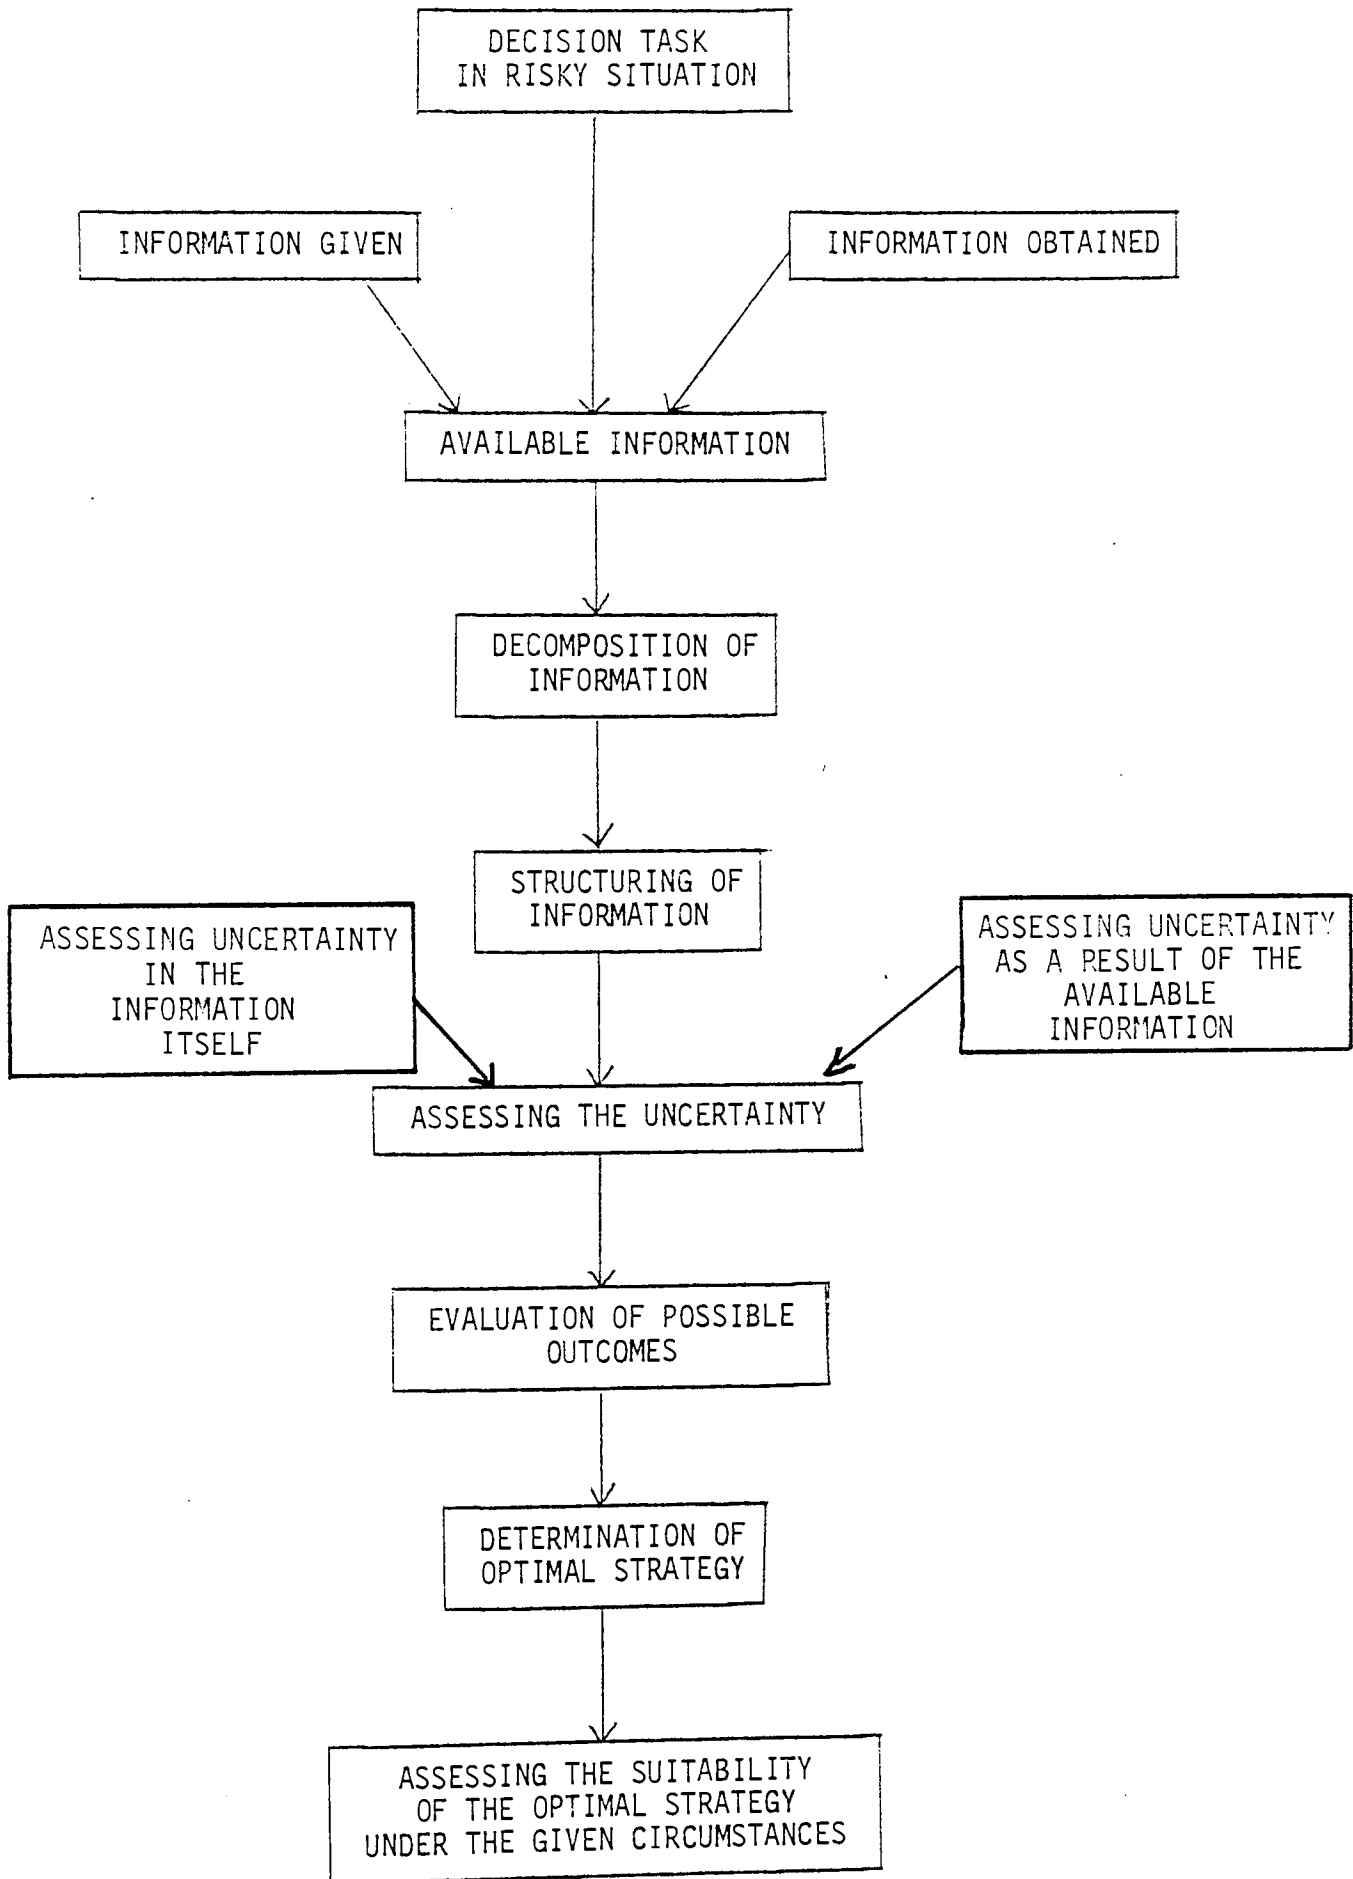 DECISION TASK
IN RISKY SITUATION
INFORMATION GIVEN
INFORMATION OBTAINED
AVAILABLE INFORMATION
DECOMPOSITION OF
INFORMATION
STRUCTURING OF
INFORMATION
ASSESSING UNCERTAINTY
IN THE
INFORMATION
ITSELF
ASSESSING UNCERTAINTY
AS A RESULT OF THE
AVAILABLE
INFORMATION
ASSESSING THE UNCERTAINTY
EVALUATION OF POSSIBLE
OUTCOMES
DETERMINATION OF
OPTIMAL STRATEGY
ASSESSING THE SUITABILITY
OF THE OPTIMAL STRATEGY
UNDER THE GIVEN CIRCUMSTANCES